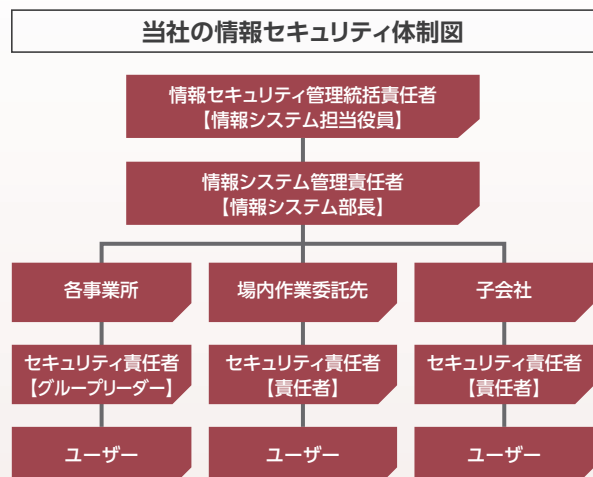 当社の情報セキュリティ体制図
情報セキュリティ管理統括責任者
【情報システム担当役員】
情報システム管理責任者
【情報システム部長】
各事業所
場内作業委託先
子会社
セキュリティ責任者
【グループリーダー】
セキュリティ責任者
【責任者】
セキュリティ責任者
【責任者】
ユーザー
ユーザー
ユーザー